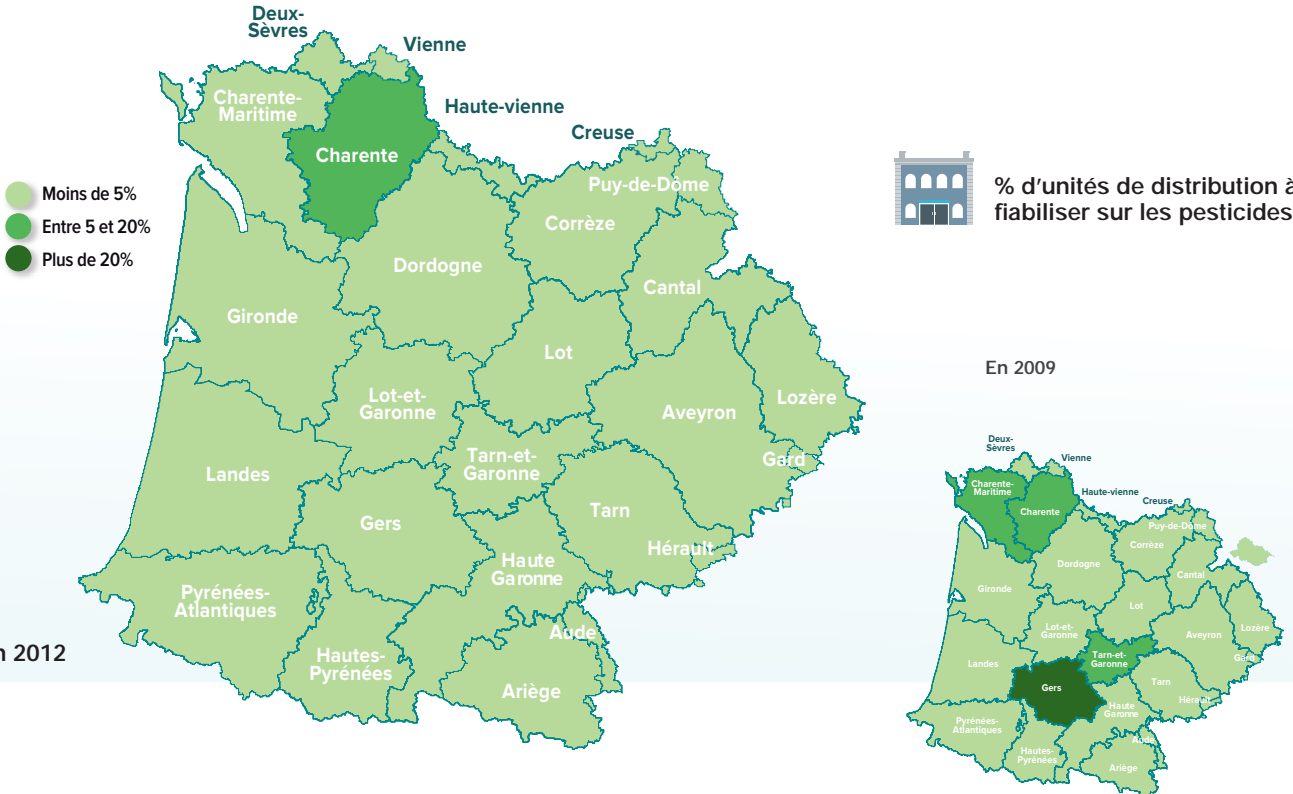 Deux-
Sèvres
Vienne
Charente-
Maritime
Haute-vienne
Creuse
Charente
Puy-de-Dôme
Corrèze
Moins de 5%
Entre 5 et 20%
Plus de 20%
% d'unités de distribution à
fiabiliser sur les pesticides
Dordogne
Cantal
Gironde
Lot
Lot-et-
Garonne
Aveyron
Lozère
Landes
Tarn-et-
Garonne
Gard
Gers
Tarn
Hérault
Haute
Garonne
Pyrénées-
Atlantiques
Aude
Hautes-
Pyrénées
Ariège
n 2012
En 2009
Deux-
Sèvres
Vienne
Charente-
Maritime
Haute-vienne
Creuse
Charente
Puy-de-Dôme
Corrèze
Dordogne
Cantal
Gironde
Lot
Lot-et-
Garonne
Aveyron
Lozère
Tarn-et-
Garonne
Gard
Landes
Gers
Tarn
Hérault
Haute
Garonne
Pyrénées-
Atlantiques
Aude
Hautes-
Pyrénées
Ariège